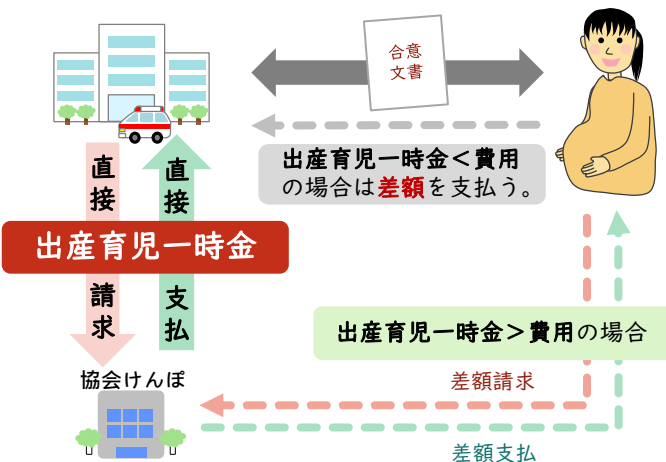 合意
文書
出産育児一時金＜費用
の場合は差額を支払う。
直接
直接
出産育児一時金
請求
支払
出産育児一時金＞費用の場合
協会けんぽ
差額請求
差額支払